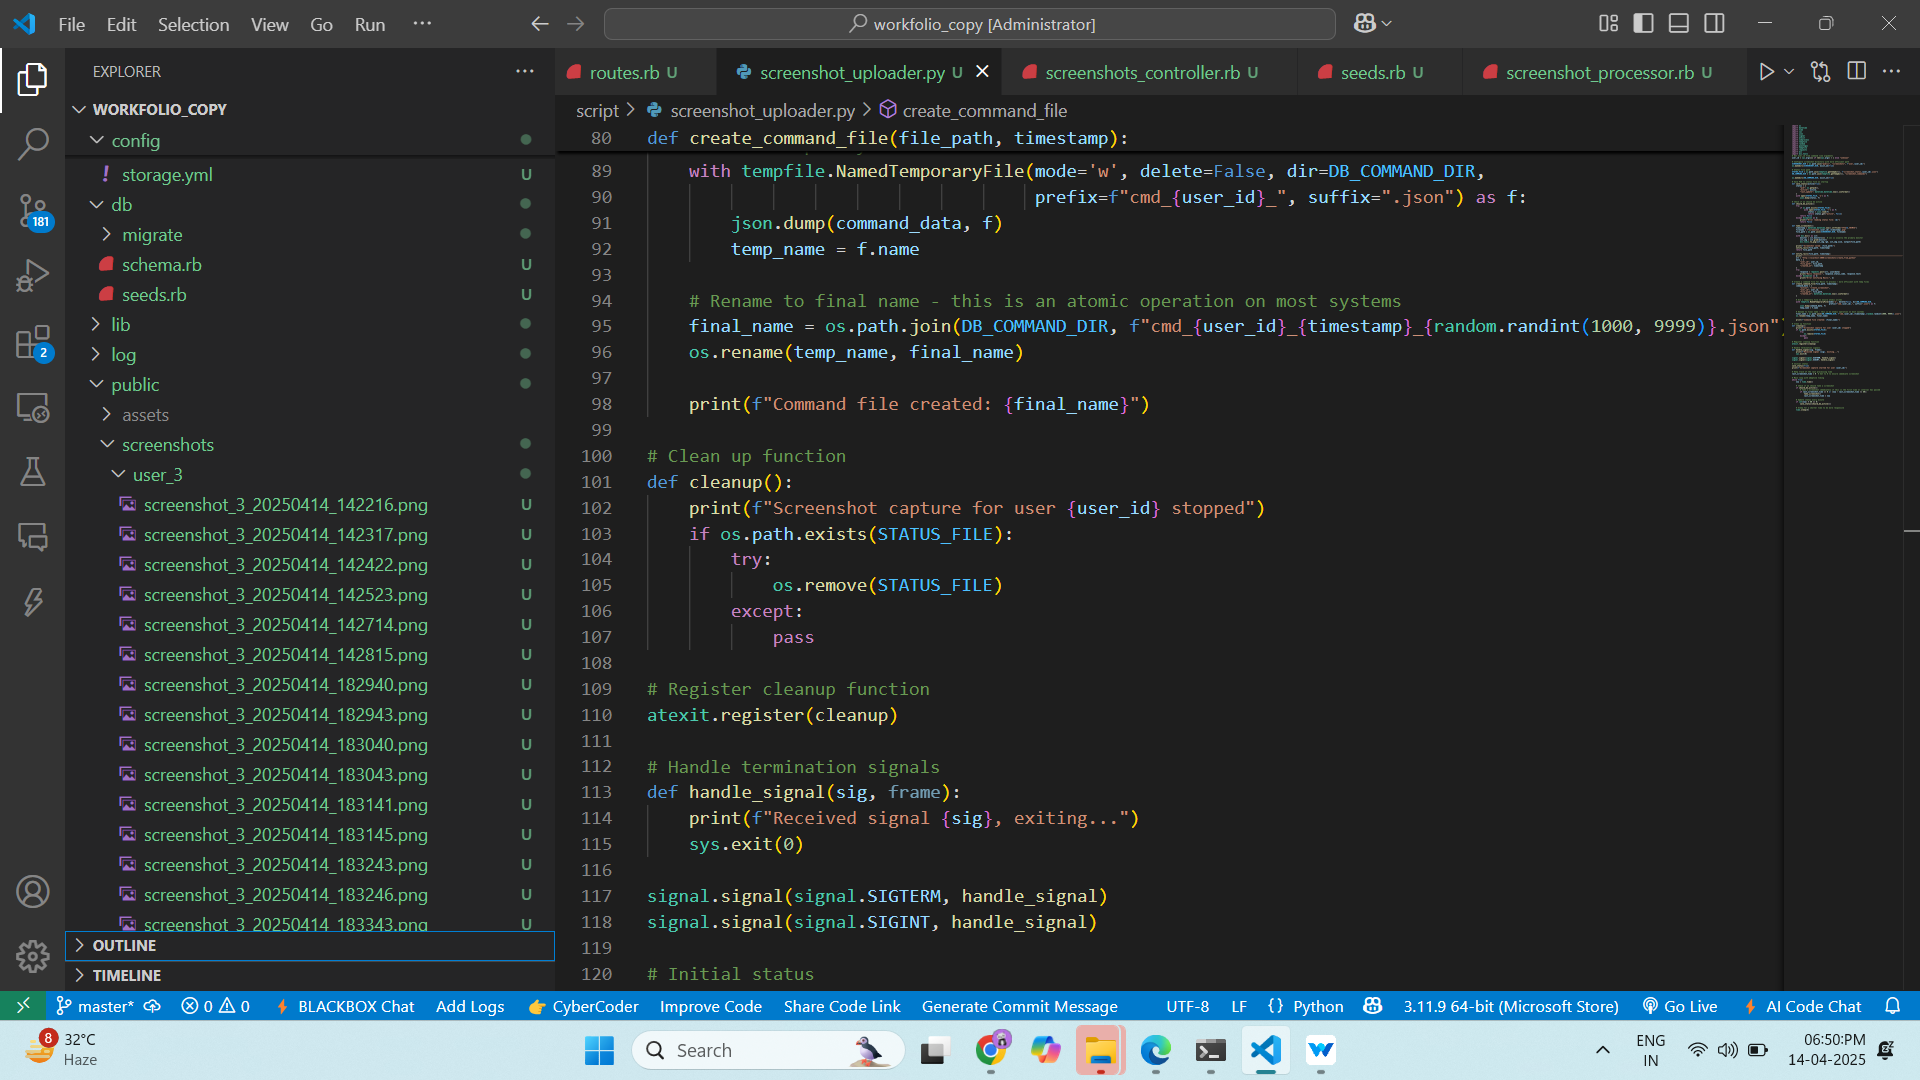 File Edit Selection View Go Run ···
workfolio_copy [Administrator]
EXPLORER ···
routes.rb U
screenshot_uploader.py U
screenshots_controller.rb U
seeds.rb U
screenshot_processor.rb U
WORKFOLIO_COPY
config
storage.yml U
db
migrate
schema.rb U
seeds.rb U
lib
log
public
assets
screenshots
user_3
screenshot_3_20250414_142216.png U
screenshot_3_20250414_142317.png U
screenshot_3_20250414_142422.png U
screenshot_3_20250414_142523.png U
screenshot_3_20250414_142714.png U
screenshot_3_20250414_142815.png U
screenshot_3_20250414_182940.png U
screenshot_3_20250414_182943.png U
screenshot_3_20250414_183040.png U
screenshot_3_20250414_183043.png U
screenshot_3_20250414_183141.png U
screenshot_3_20250414_183145.png U
screenshot_3_20250414_183243.png U
screenshot_3_20250414_183246.png U
screenshot_3_20250414_183343.png U
OUTLINE
TIMELINE
181
2
script > screenshot_uploader.py > create_command_file
80 def create_command_file(file_path, timestamp):
89 with tempfile.NamedTemporaryFile(mode='w', delete=False, dir=DB_COMMAND_DIR,
90 prefix=f"cmd_{user_id}_", suffix=".json") as f:
91 json.dump(command_data, f)
92 temp_name = f.name
93
94 # Rename to final name - this is an atomic operation on most systems
95 final_name = os.path.join(DB_COMMAND_DIR, f"cmd_{user_id}_{timestamp}_{random.randint(1000, 9999)}.json")
96 os.rename(temp_name, final_name)
97
98 print(f"Command file created: {final_name}")
99
100 # Clean up function
101 def cleanup():
102 print(f"Screenshot capture for user {user_id} stopped")
103 if os.path.exists(STATUS_FILE):
104 try:
105 os.remove(STATUS_FILE)
106 except:
107 pass
108
109 # Register cleanup function
110 atexit.register(cleanup)
111
112 # Handle termination signals
113 def handle_signal(sig, frame):
114 print(f"Received signal {sig}, exiting...")
115 sys.exit(0)
116
117 signal.signal(signal.SIGTERM, handle_signal)
118 signal.signal(signal.SIGINT, handle_signal)
119
120 # Initial status
master* 0 0 BLACKBOX Chat Add Logs CyberCoder Improve Code Share Code Link Generate Commit Message UTF-8 LF {} Python 3.11.9 64-bit (Microsoft Store) Go Live AI Code Chat
8
32°C
Haze
Search
ENG
IN
06:50:PM
14-04-2025